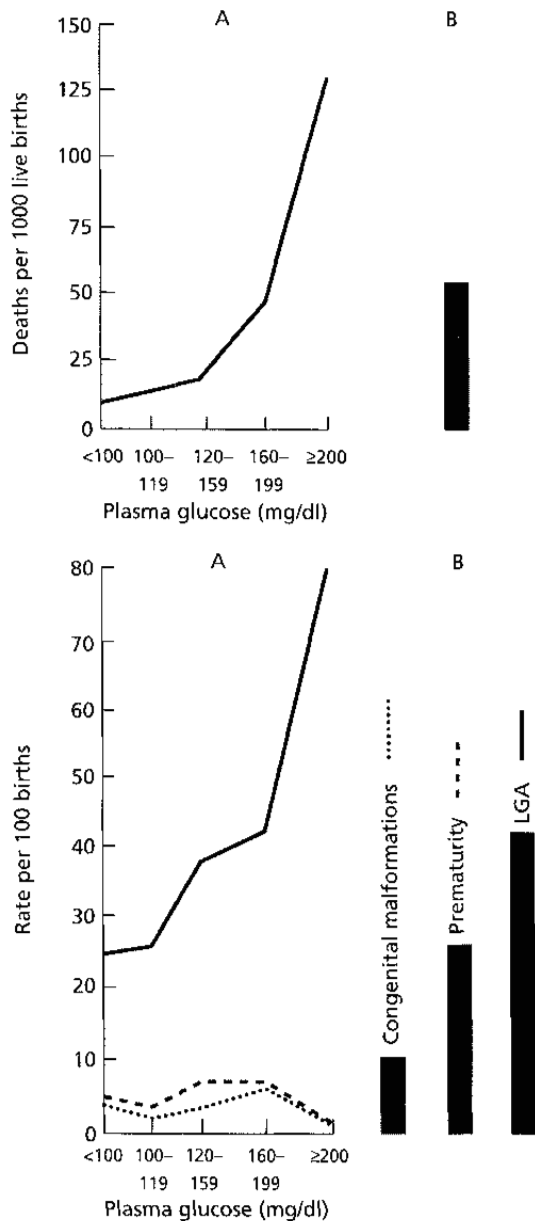 A B
150
125
100
75
50
25
0
Deaths per 1000 live births
<100 100– 120– 160– ≥200
119 159 199
Plasma glucose (mg/dl)
A B
80
70
60
50
40
30
20
10
0
Rate per 100 births
Congenital malformations
Prematurity
LGA
<100 100– 120– 160– ≥200
119 159 199
Plasma glucose (mg/dl)